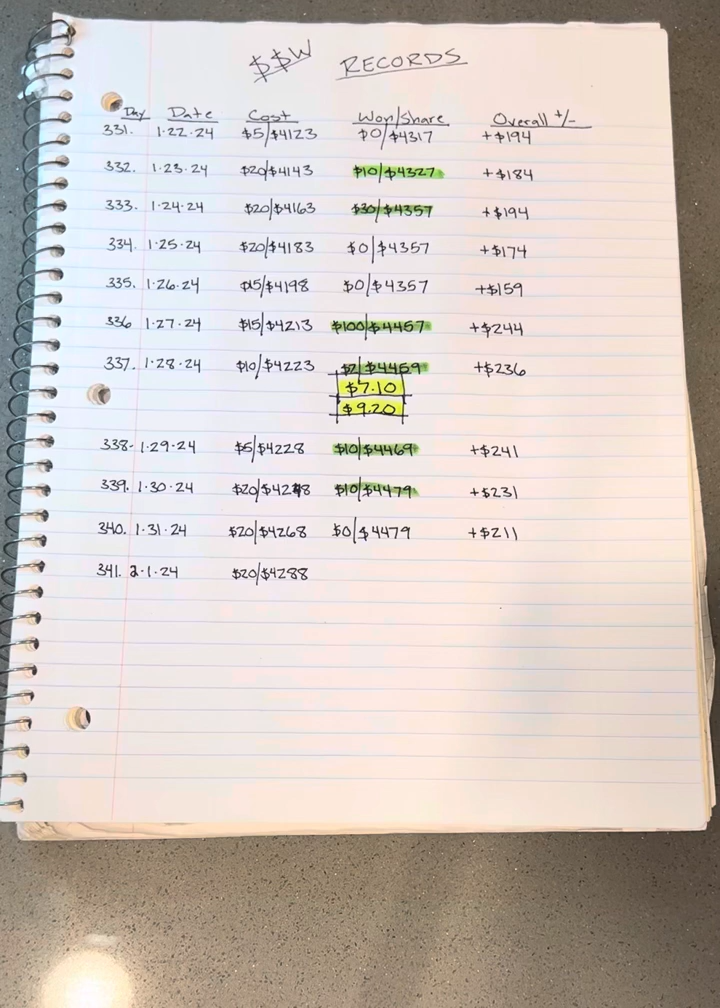 $$W RECORDS
Day Date Cost Won/Share Overall +/-
331. 1·22·24 $5/$4123 $0/$4317 +$194
332. 1·23·24 $20/$4143 $10/$4327 +$184
333. 1·24·24 $20/$4163 $30/$4357 +$194
334. 1·25·24 $20/$4183 $0/$4357 +$174
335. 1·26·24 $15/$4198 $0/$4357 +$159
336 1·27·24 $15/$4213 $100/$4457 +$244
337. 1·28·24 $10/$4223 $2/$4459 +$236
$7.10
$9.20
338- 1·29·24 $5/$4228 $10/$4469 +$241
339. 1·30·24 $20/$4248 $10/$4479 +$231
340. 1·31·24 $20/$4268 $0/$4479 +$211
341. 2·1·24 $20/$4288